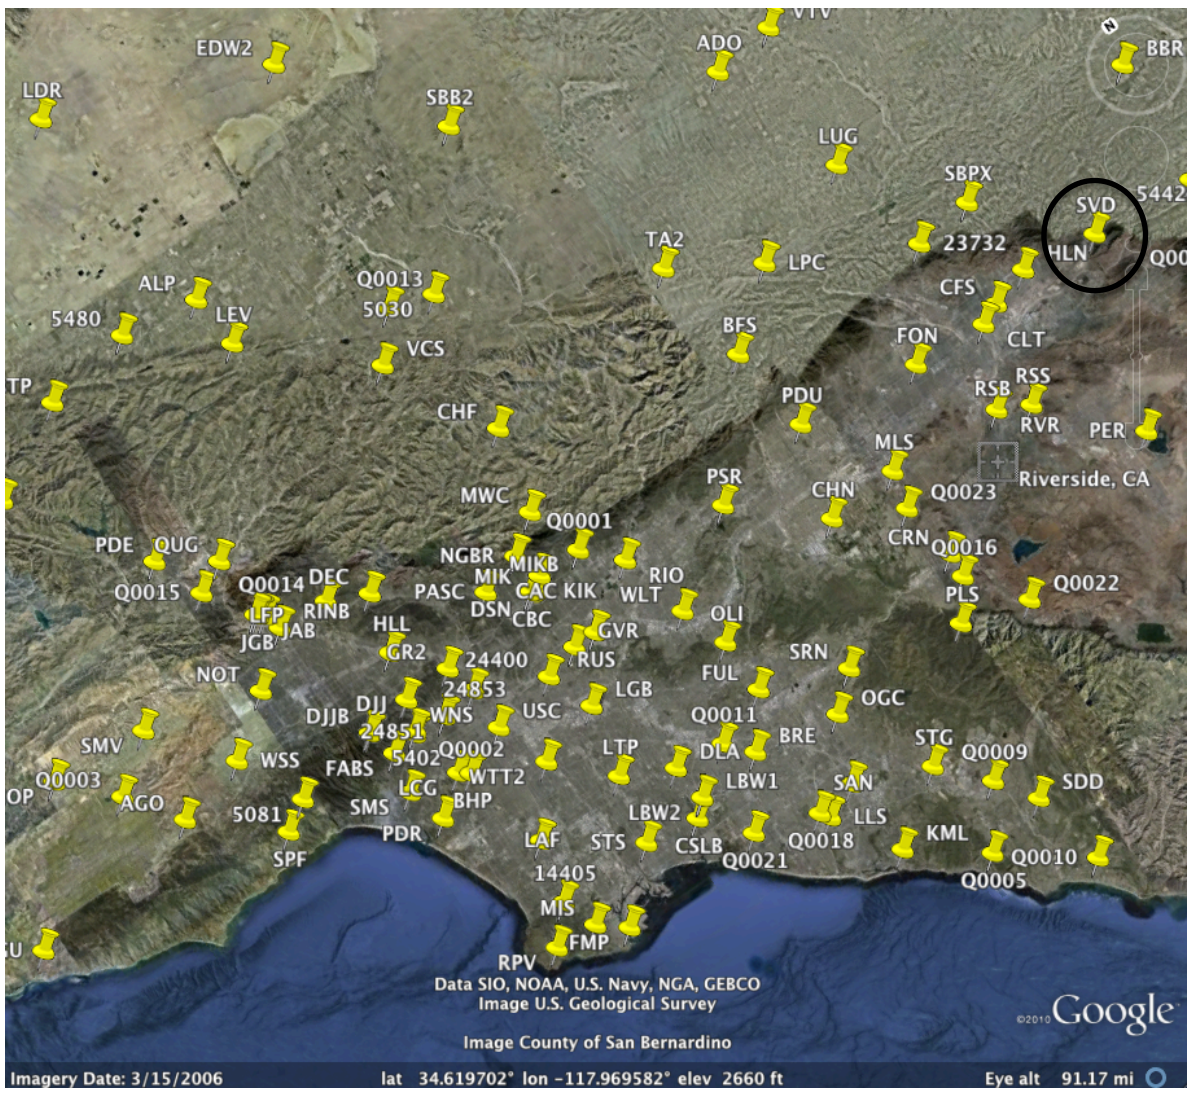 VTV
ADO
N
BBR
EDW2
LDR
SBB2
LUG
SBPX
5442
SVD
TA2
23732
HLN
Q00
LPC
ALP
Q0013
5030
CFS
5480
LEV
BFS
FON
CLT
VCS
TP
RSS
RSB
PDU
CHF
RVR
PER
MLS
PSR
Riverside, CA
MWC
CHN
Q0023
Q0001
CRN
PDE
QUG
NGBR
Q0016
MIKB
Q0014
DEC
MIK
RIO
Q0022
Q0015
PASC
CAC
KIK
WLT
PLS
LFP
RINB
DSN
CBC
OLI
JAB
HLL
GVR
JGB
GR2
24400
RUS
SRN
NOT
FUL
24853
LGB
OGC
DJJ
DJJB
WNS
USC
Q0011
24851
BRE
SMV
Q0002
LTP
DLA
STG
Q0009
WSS
5402
FABS
WTT2
LBW1
SAN
SDD
Q0003
OP
AGO
LCG
BHP
SMS
5081
LBW2
LLS
PDR
LAF
STS
CSLB
Q0018
KML
SPF
Q0021
Q0010
14405
Q0005
MIS
FMP
GU
RPV
Data SIO, NOAA, U.S. Navy, NGA, GEBCO
Image U.S. Geological Survey
©2010 Google
Image County of San Bernardino
Imagery Date: 3/15/2006 lat 34.619702° lon -117.969582° elev 2660 ft Eye alt 91.17 mi